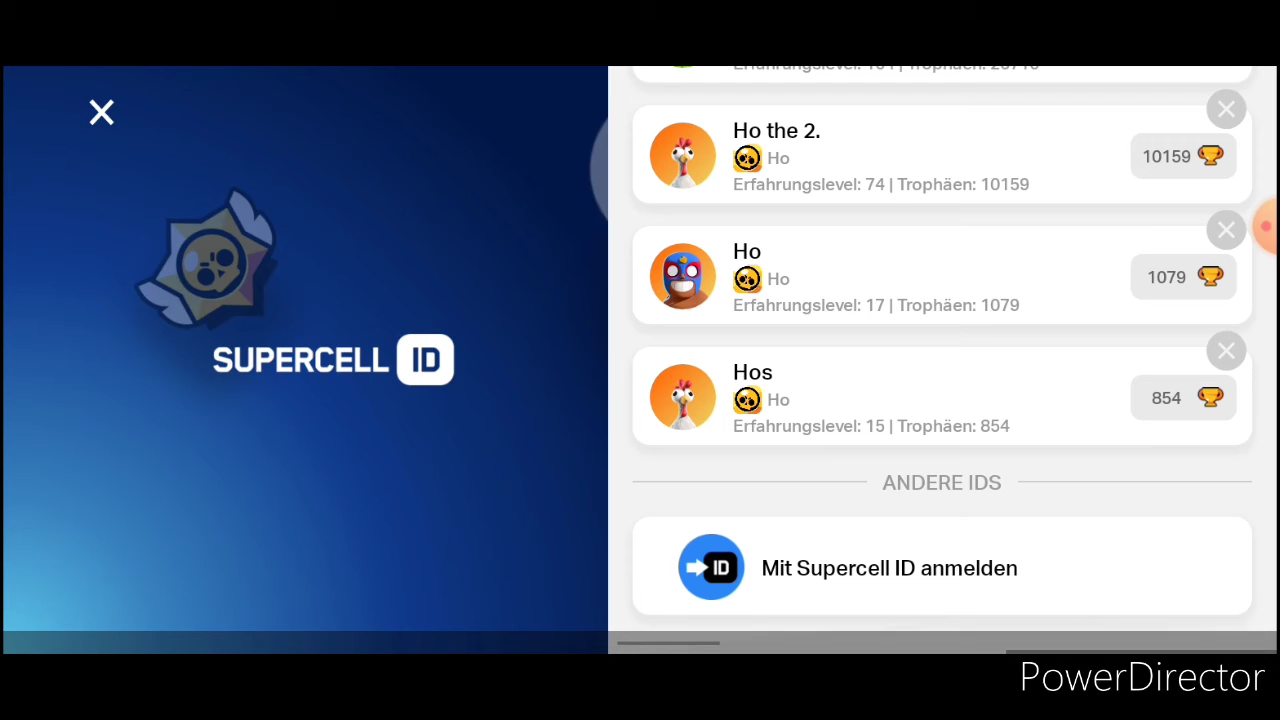 Ho the 2.
Ho
Erfahrungslevel: 74 | Trophäen: 10159
10159
Ho
Ho
Erfahrungslevel: 17 | Trophäen: 1079
1079
SUPERCELL ID
Hos
Ho
Erfahrungslevel: 15 | Trophäen: 854
854
ANDERE IDS
ID
Mit Supercell ID anmelden
PowerDirector